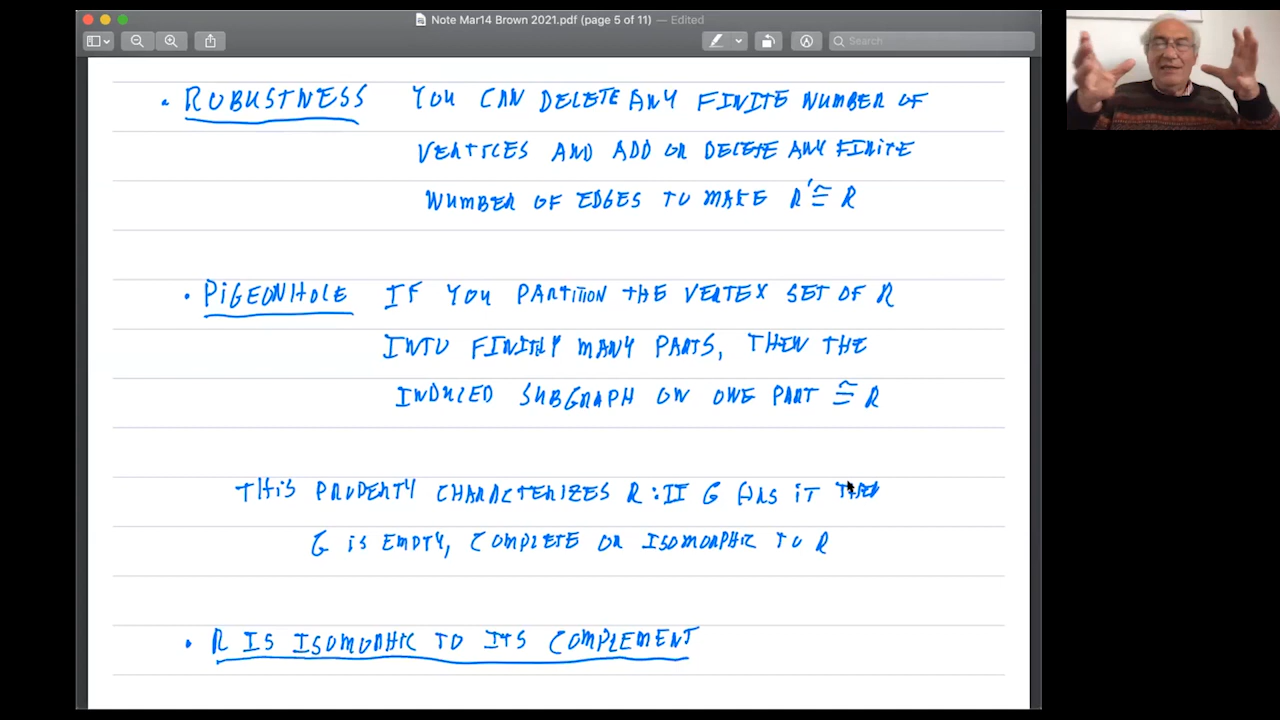 Note Mar14 Brown 2021.pdf (page 5 of 11) — Edited
Search
• ROBUSTNESS YOU CAN DELETE ANY FINITE NUMBER OF
VERTICES AND ADD OR DELETE ANY FINITE
NUMBER OF EDGES TO MAKE R' ≅ R
• PIGEONHOLE IF YOU PARTITION THE VERTEX SET OF R
INTO FINITLY MANY PARTS, THEN THE
INDUCED SUBGRAPH ON ONE PART ≅ R
THIS PROPERTY CHARACTERIZES R: IF G HAS IT THEN
G IS EMPTY, COMPLETE OR ISOMORPHIC TO R
• R IS ISOMORPHIC TO ITS COMPLEMENT